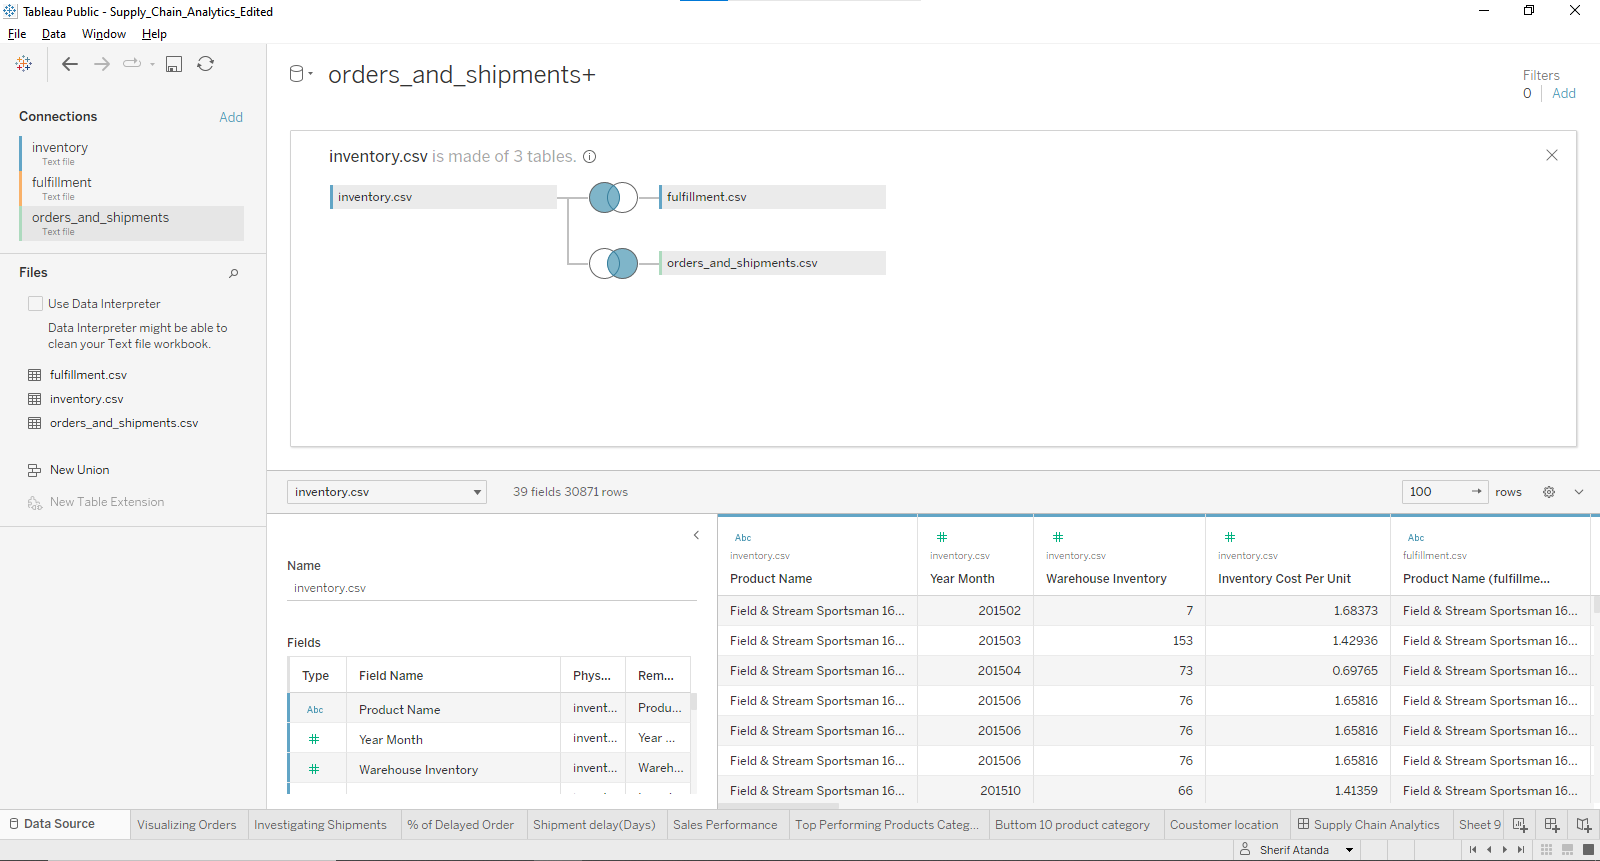 Tableau Public - Supply_Chain_Analytics_Edited
File Data Window Help
Connections Add
inventory
Text file
fulfillment
Text file
orders_and_shipments
Text file
Files
Use Data Interpreter
Data Interpreter might be able to
clean your Text file workbook.
fulfillment.csv
inventory.csv
orders_and_shipments.csv
New Union
New Table Extension
orders_and_shipments+
Filters
0 Add
inventory.csv is made of 3 tables.
inventory.csv
fulfillment.csv
orders_and_shipments.csv
inventory.csv 39 fields 30871 rows 100 rows
Name
inventory.csv
Fields
Type Field Name Phys... Rem...
Abc Product Name invent... Produ...
# Year Month invent... Year ...
# Warehouse Inventory invent... Wareh...
Abc # # # Abc
inventory.csv inventory.csv inventory.csv inventory.csv fulfillment.csv
Product Name Year Month Warehouse Inventory Inventory Cost Per Unit Product Name (fulfillme...
Field & Stream Sportsman 16... 201502 7 1.68373 Field & Stream Sportsman 16...
Field & Stream Sportsman 16... 201503 153 1.42936 Field & Stream Sportsman 16...
Field & Stream Sportsman 16... 201504 73 0.69765 Field & Stream Sportsman 16...
Field & Stream Sportsman 16... 201506 76 1.65816 Field & Stream Sportsman 16...
Field & Stream Sportsman 16... 201506 76 1.65816 Field & Stream Sportsman 16...
Field & Stream Sportsman 16... 201506 76 1.65816 Field & Stream Sportsman 16...
Field & Stream Sportsman 16... 201510 66 1.41359 Field & Stream Sportsman 16...
Data Source Visualizing Orders Investigating Shipments % of Delayed Order Shipment delay(Days) Sales Performance Top Performing Products Categ... Buttom 10 product category Coustomer location Supply Chain Analytics Sheet 9
Sherif Atanda